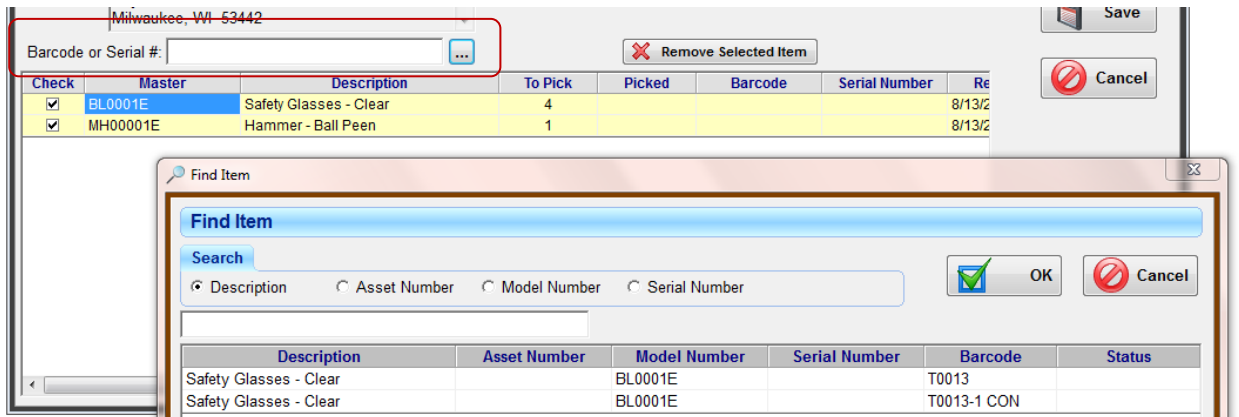 Milwaukee, WI 53442
Save
Barcode or Serial #:
...
Remove Selected Item
Cancel
Check Master Description To Pick Picked Barcode Serial Number Re
BL0001E Safety Glasses - Clear 4 8/13/2
MH00001E Hammer - Ball Peen 1 8/13/2
Find Item
Find Item
Search
Description Asset Number Model Number Serial Number
OK
Cancel
Description Asset Number Model Number Serial Number Barcode Status
Safety Glasses - Clear BL0001E T0013
Safety Glasses - Clear BL0001E T0013-1 CON